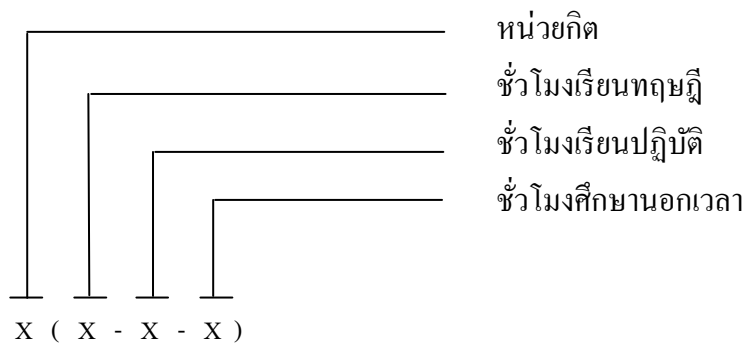 หน่วยกิต
ชั่วโมงเรียนทฤษฎี
ชั่วโมงเรียนปฏิบัติ
ชั่วโมงศึกษานอกเวลา
X ( X - X - X )